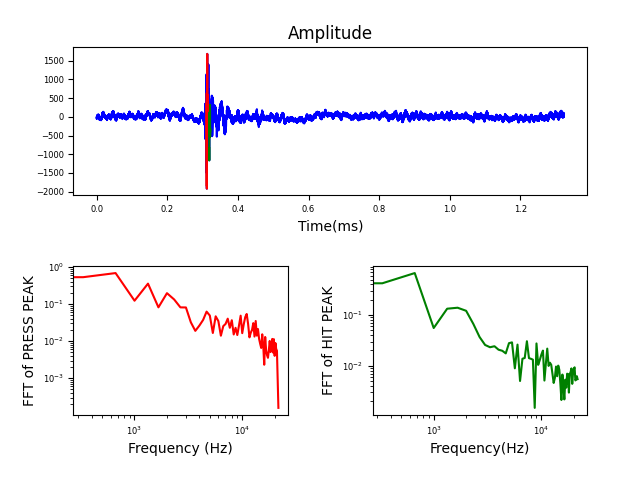 Amplitude
1500
1000
500
0
−500
−1000
−1500
−2000
0.0 0.2 0.4 0.6 0.8 1.0 1.2
Time(ms)
FFT of PRESS PEAK
10⁰
10⁻¹
10⁻²
10⁻³
10³ 10⁴
Frequency (Hz)
FFT of HIT PEAK
10⁻¹
10⁻²
10³ 10⁴
Frequency(Hz)